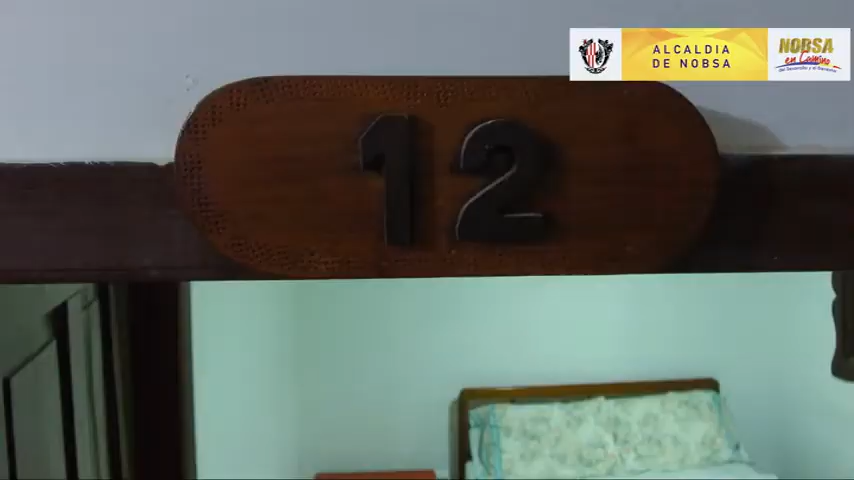 ALCALDIA
DE NOBSA
NOBSA
en Camino
12